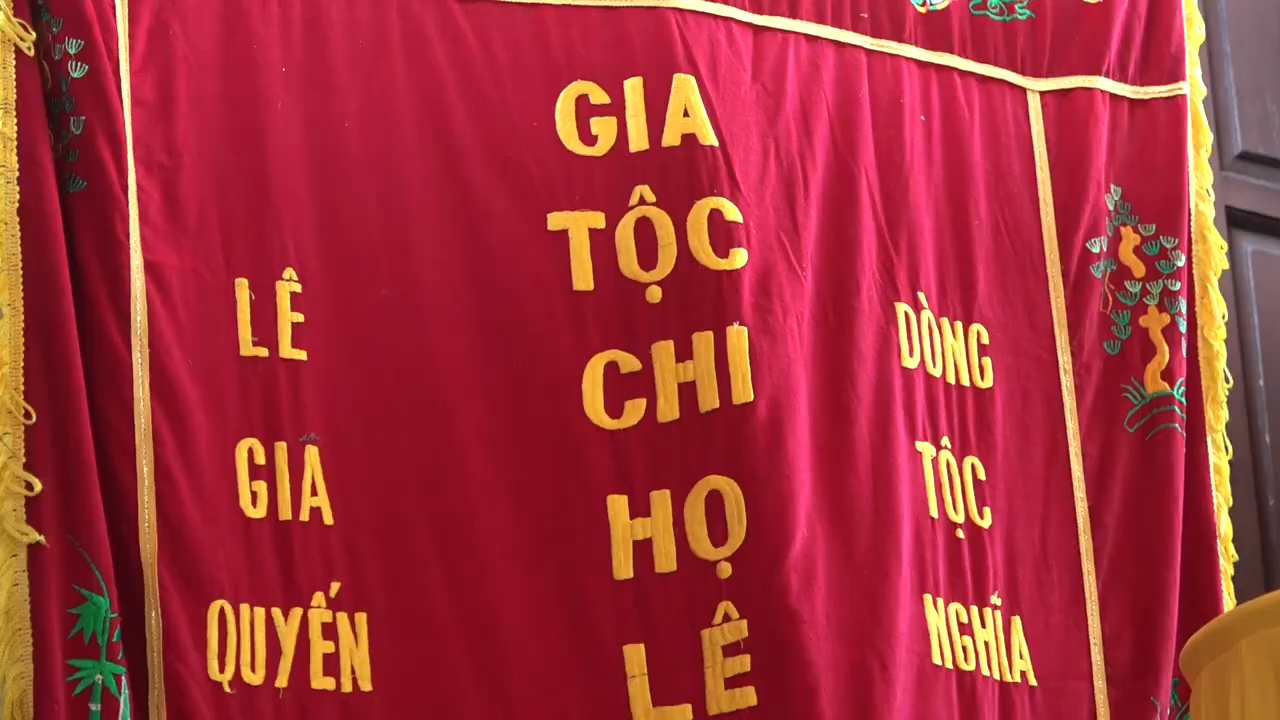 GIA
TỘC
CHI
HỌ
LÊ
LÊ
GIA
QUYẾN
DÒNG
TỘC
NGHĨA